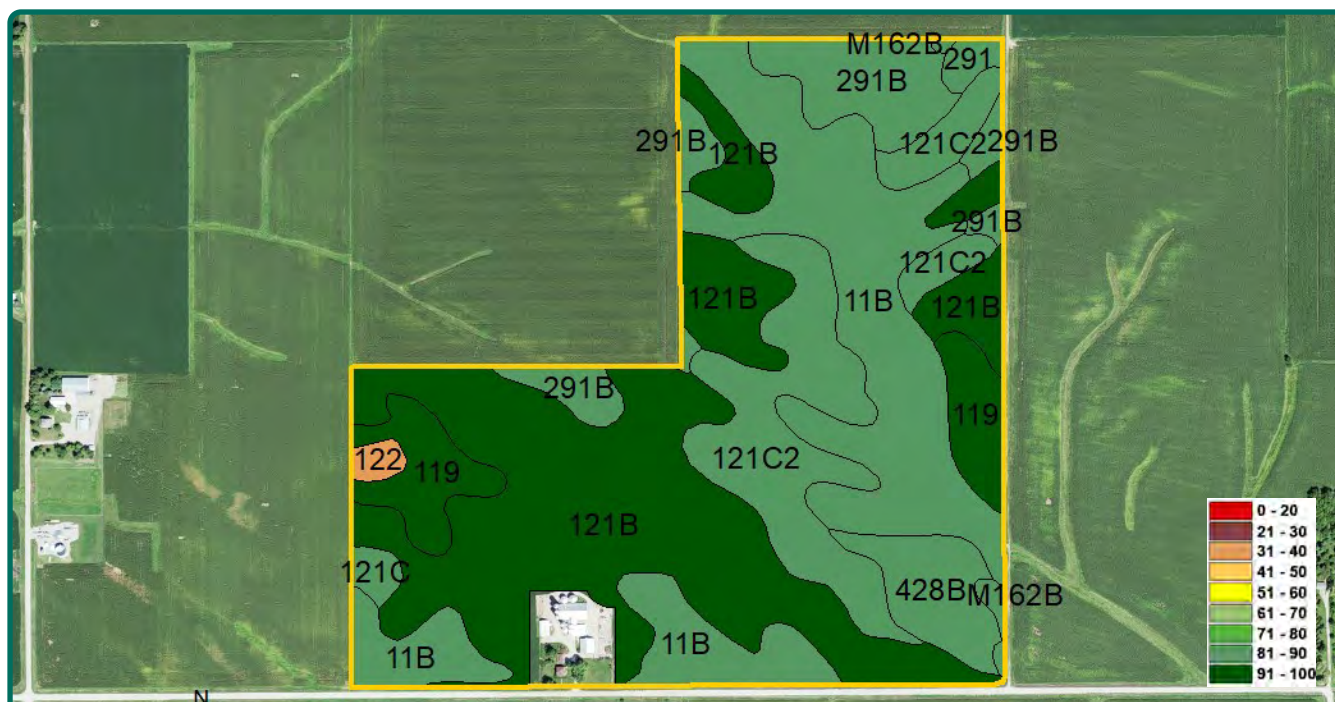 M162B
291
291B
291B
121B
121C2
291B
291B
121C2
121B
11B
121B
291B
119
122
119
121C2
121B
121C
428B
M162B
11B
11B
N
0 - 20
21 - 30
31 - 40
41 - 50
51 - 60
61 - 70
71 - 80
81 - 90
91 - 100